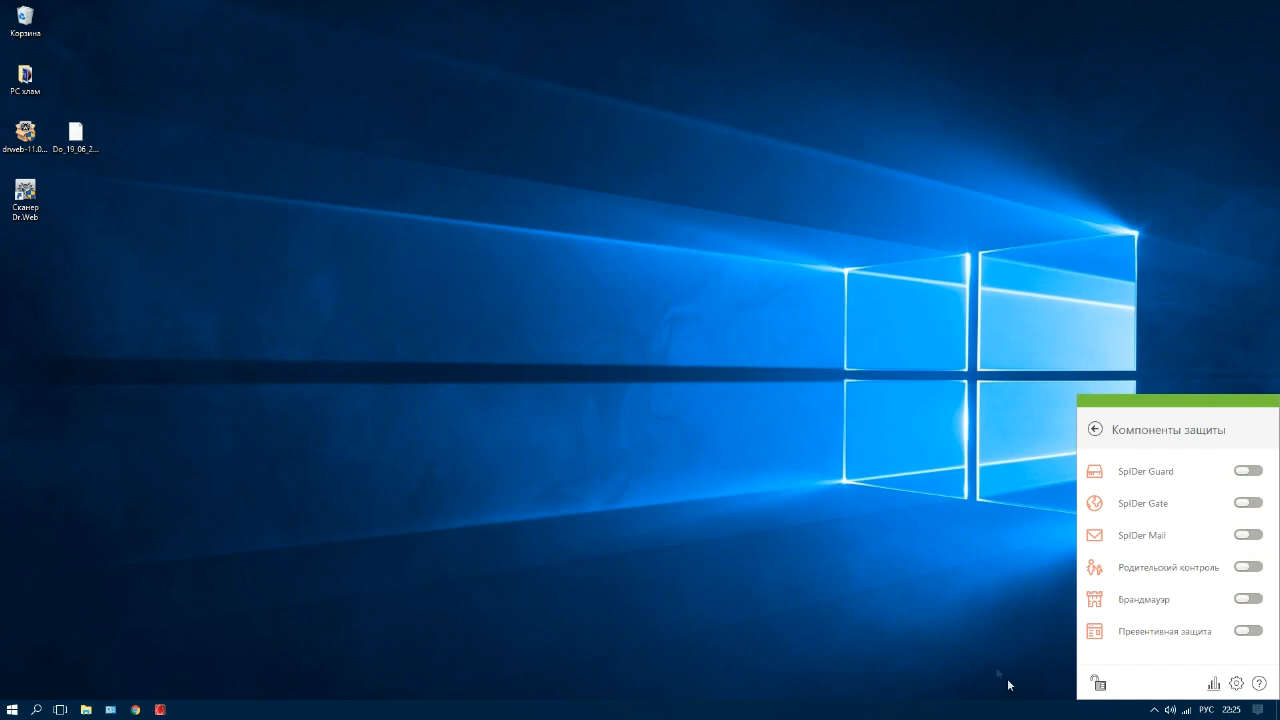 Корзина
РС хлам
drweb-11.0...
Do_19_06_2...
Сканер
Dr.Web
Компоненты защиты
SpIDer Guard
SpIDer Gate
SpIDer Mail
Родительский контроль
Брандмауэр
Превентивная защита
РУС
22:25